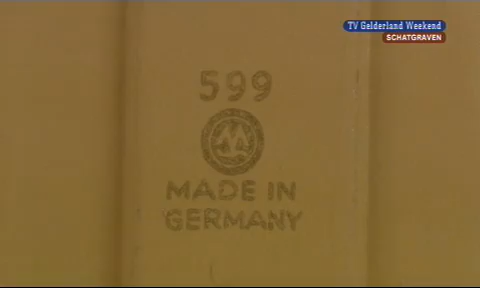 TV Gelderland Weekend
SCHATGRAVEN
599
M
MADE IN
GERMANY